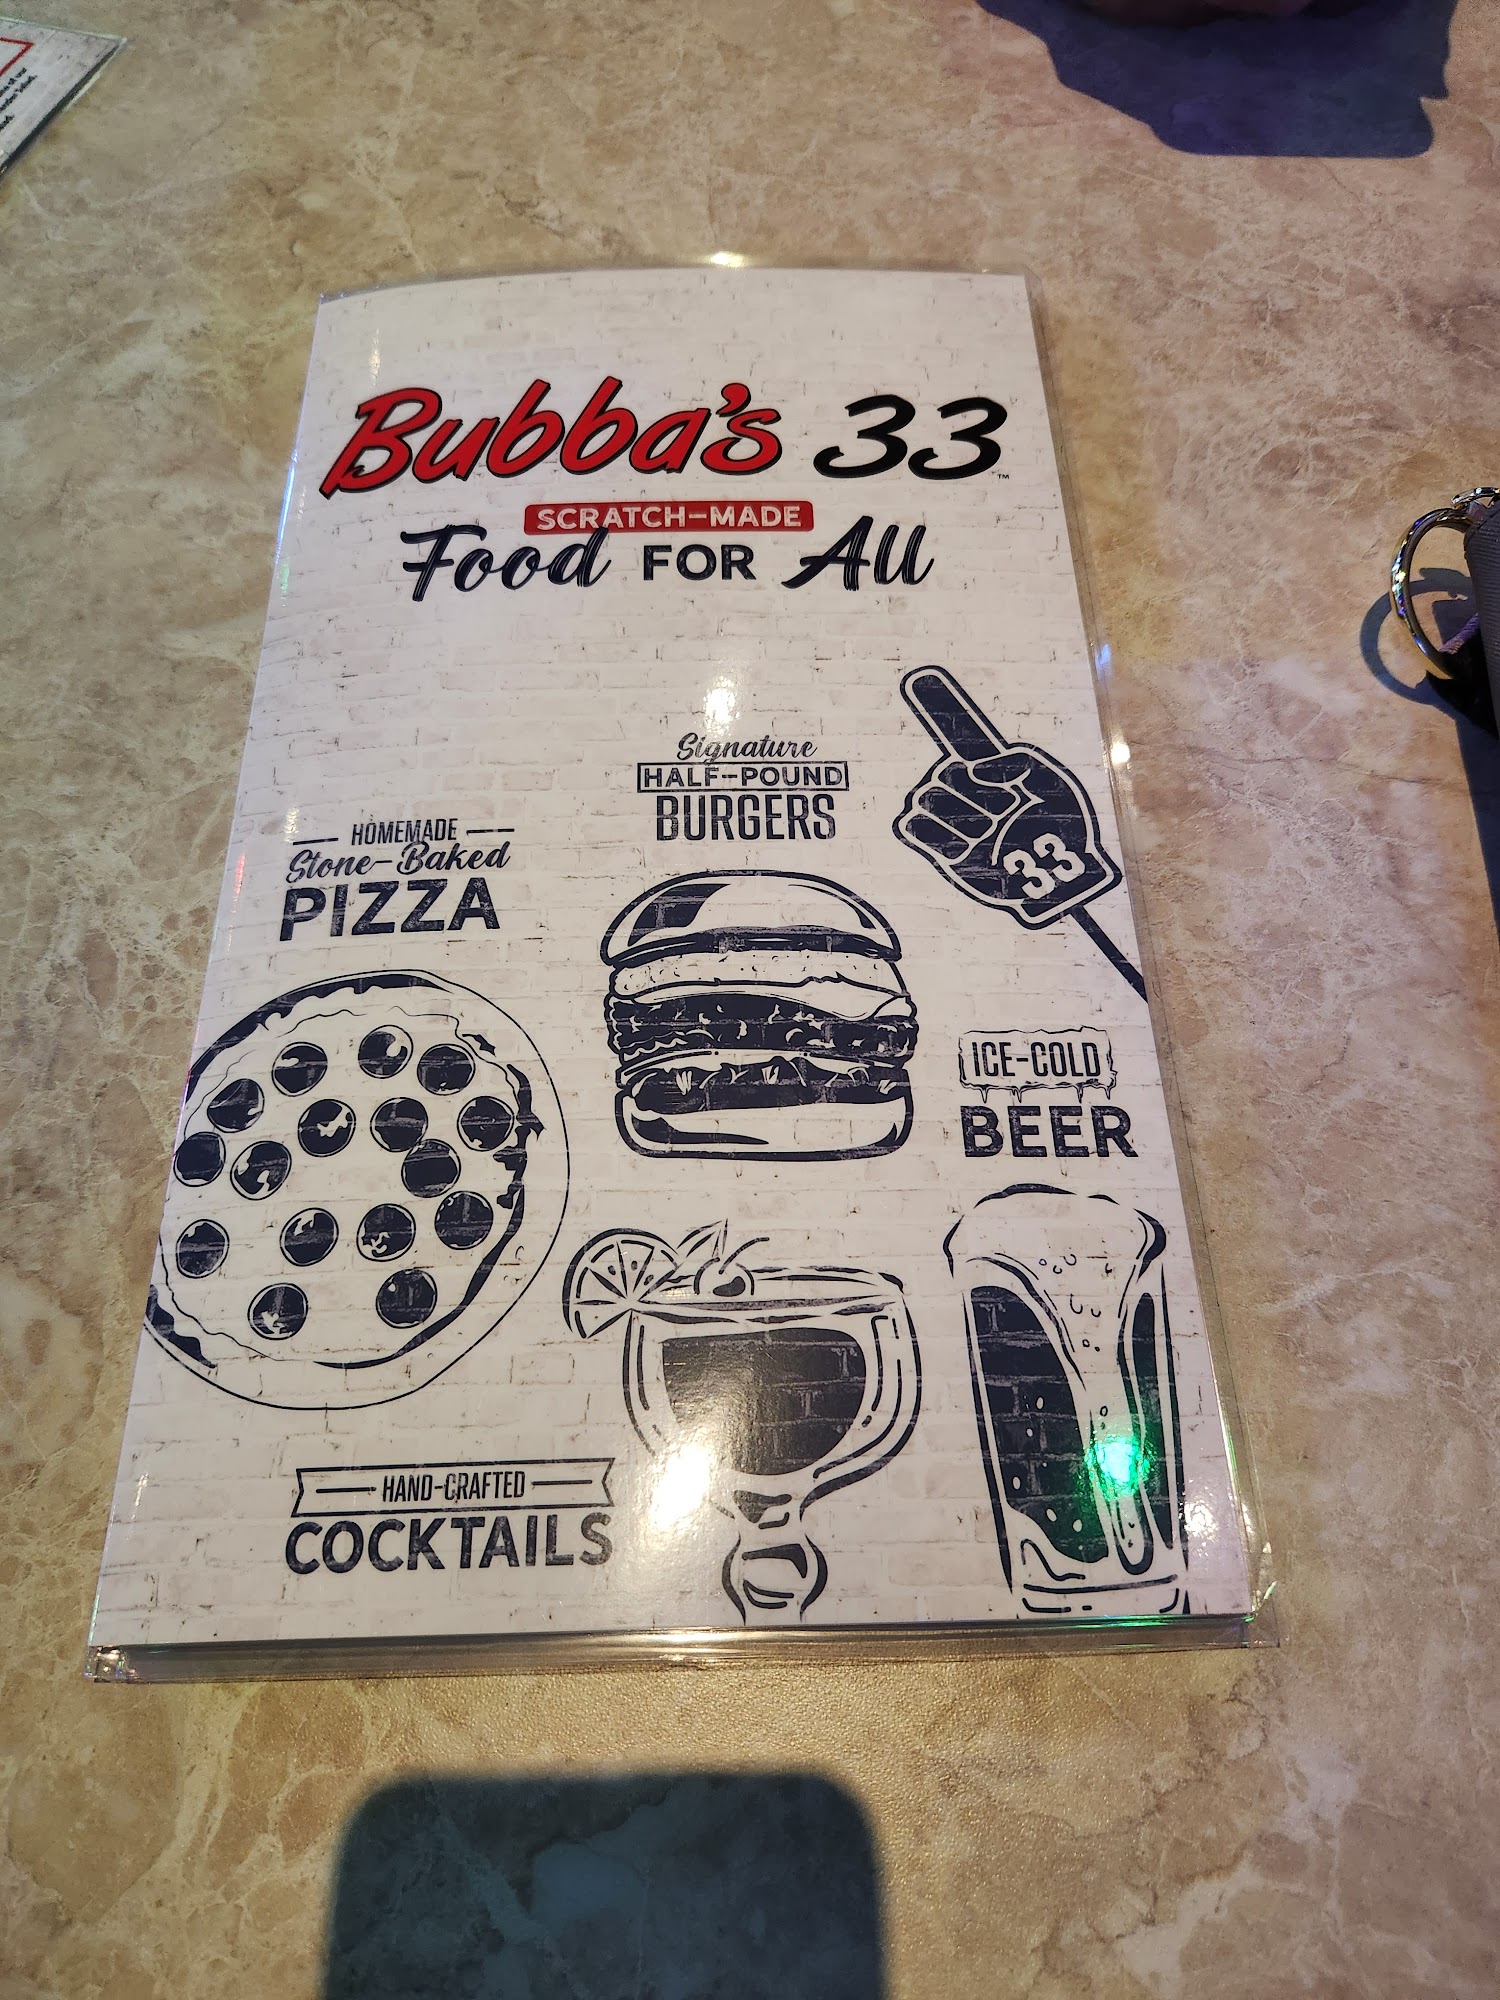 Bubba's 33™
SCRATCH-MADE
Food FOR All
Signature
HALF-POUND
BURGERS
33
HOMEMADE
Stone-Baked
PIZZA
ICE-COLD
BEER
HAND-CRAFTED
COCKTAILS